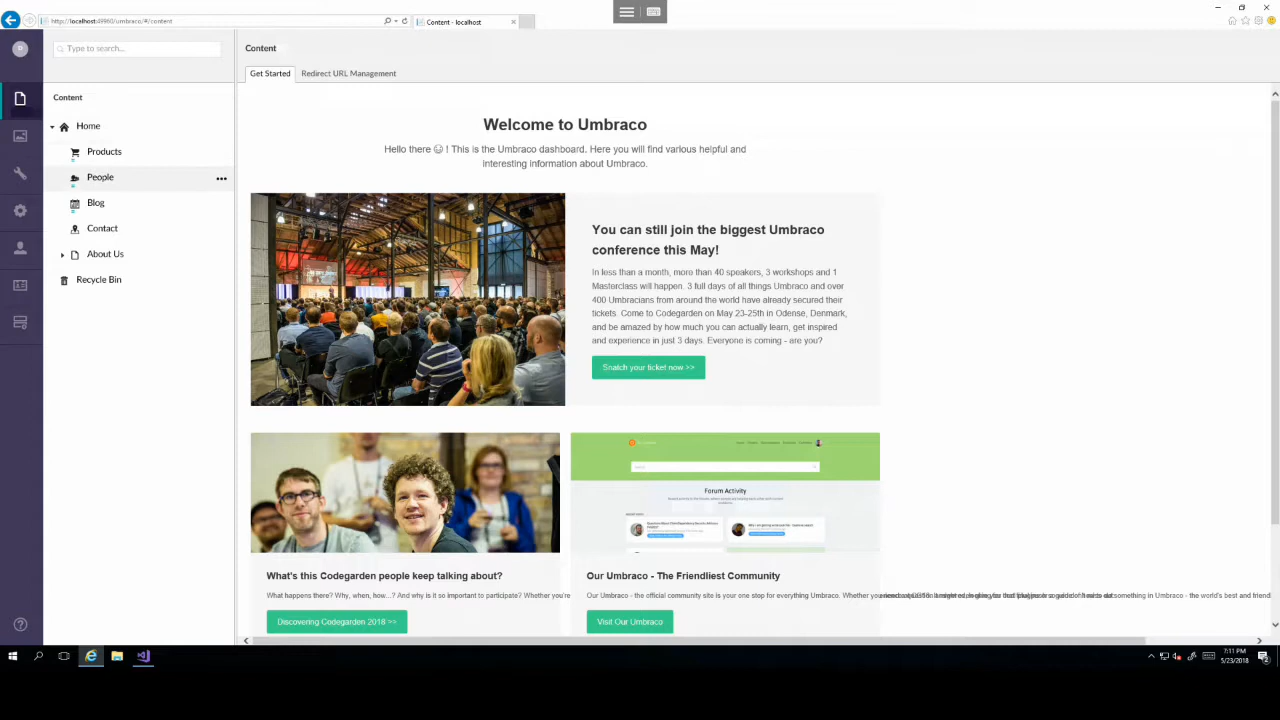 http://localhost:49960/umbraco/#/content
Content - localhost
D
Type to search...
Content
Get Started
Redirect URL Management
Content
Home
Products
People
Blog
Contact
About Us
Recycle Bin
Welcome to Umbraco
Hello there ! This is the Umbraco dashboard. Here you will find various helpful and
interesting information about Umbraco.
You can still join the biggest Umbraco
conference this May!
In less than a month, more than 40 speakers, 3 workshops and 1
Masterclass will happen. 3 full days of all things Umbraco and over
400 Umbracians from around the world have already secured their
tickets. Come to Codegarden on May 23-25th in Odense, Denmark,
and be amazed by how much you can actually learn, get inspired
and experience in just 3 days. Everyone is coming - are you?
Snatch your ticket now >>
Forum Activity
What's this Codegarden people keep talking about?
What happens there? Why, when, how...? And why is it so important to participate? Whether you're
Discovering Codegarden 2018 >>
Our Umbraco - The Friendliest Community
Our Umbraco - the official community site is your one stop for everything Umbraco. Whether you
something in Umbraco - the world's best and friend
Visit Our Umbraco
7:11 PM
5/23/2018
2